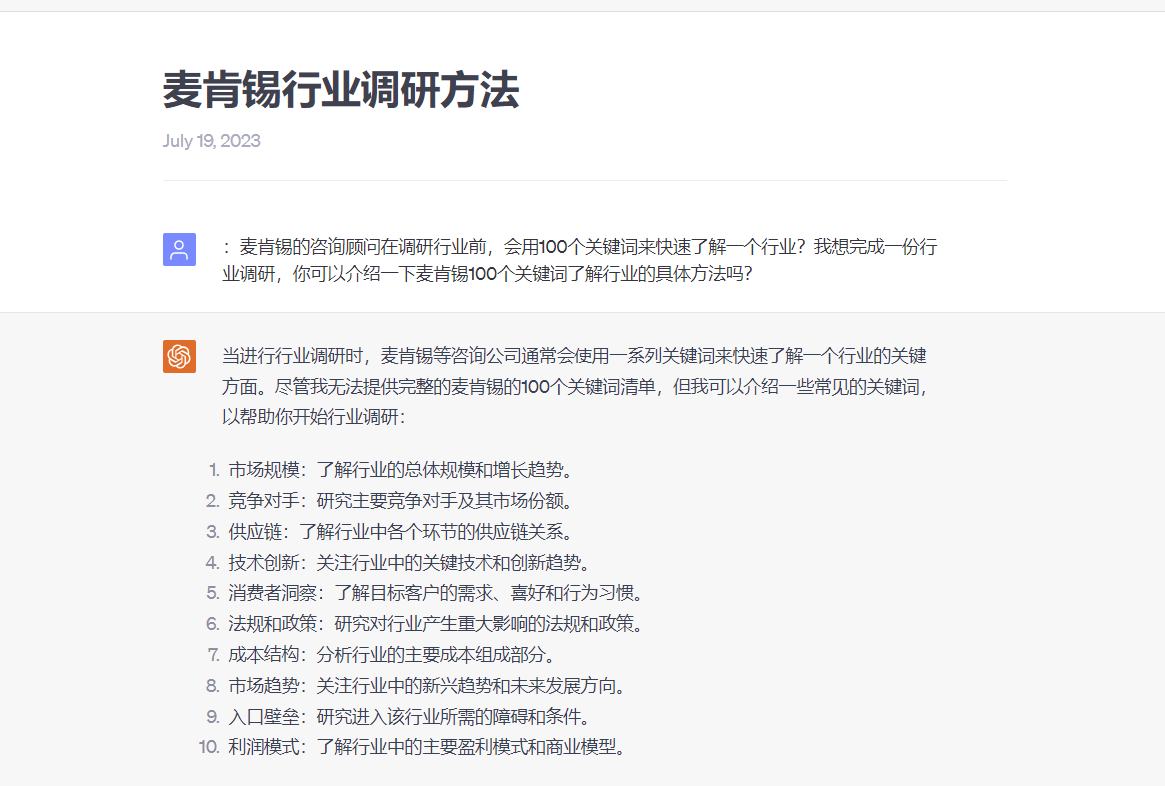 麦肯锡行业调研方法
July 19, 2023
：麦肯锡的咨询顾问在调研行业前，会用100个关键词来快速了解一个行业？我想完成一份行
业调研，你可以介绍一下麦肯锡100个关键词了解行业的具体方法吗？
当进行行业调研时，麦肯锡等咨询公司通常会使用一系列关键词来快速了解一个行业的关键
方面。尽管我无法提供完整的麦肯锡的100个关键词清单，但我可以介绍一些常见的关键词，
以帮助你开始行业调研：
1. 市场规模：了解行业的总体规模和增长趋势。
2. 竞争对手：研究主要竞争对手及其市场份额。
3. 供应链：了解行业中各个环节的供应链关系。
4. 技术创新：关注行业中的关键技术和创新趋势。
5. 消费者洞察：了解目标客户的需求、喜好和行为习惯。
6. 法规和政策：研究对行业产生重大影响的法规和政策。
7. 成本结构：分析行业的主要成本组成部分。
8. 市场趋势：关注行业中的新兴趋势和未来发展方向。
9. 入口壁垒：研究进入该行业所需的障碍和条件。
10. 利润模式：了解行业中的主要盈利模式和商业模型。